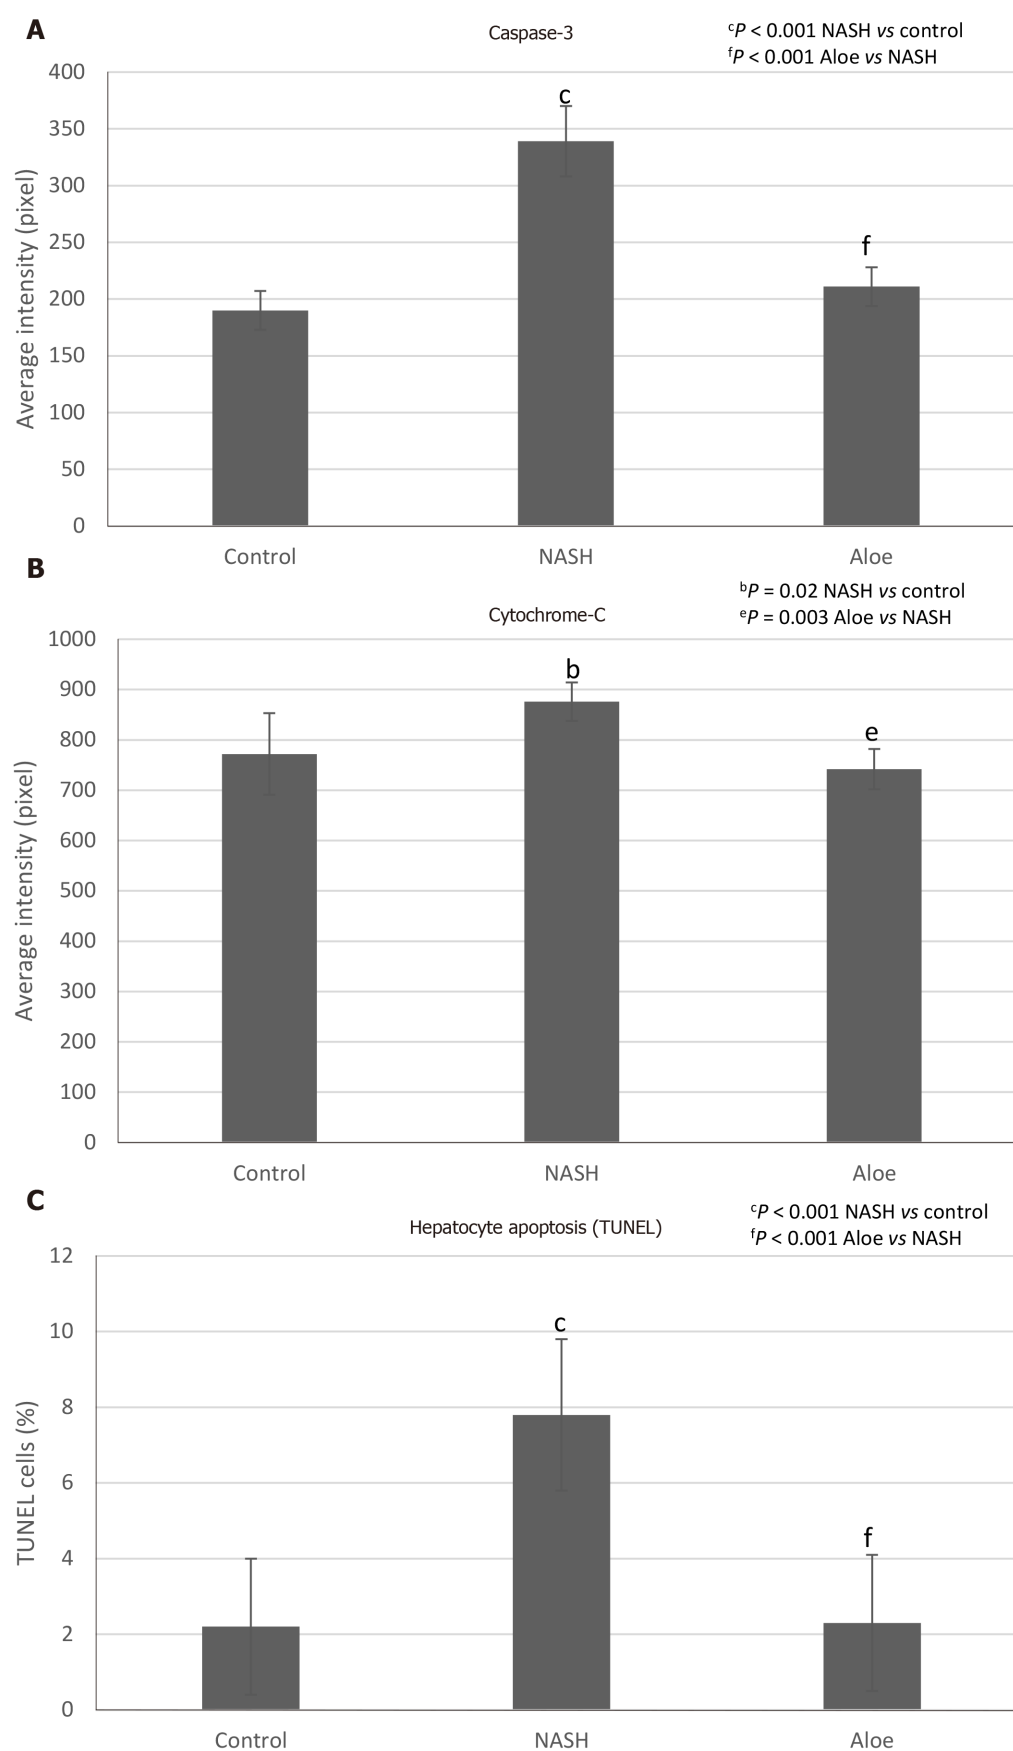 A
Caspase-3
ᶜP < 0.001 NASH vs control
ᶠP < 0.001 Aloe vs NASH
400
350
300
250
200
150
100
50
0
Average intensity (pixel)
c
f
Control NASH Aloe
B
Cytochrome-C
ᵇP = 0.02 NASH vs control
ᵉP = 0.003 Aloe vs NASH
1000
900
800
700
600
500
400
300
200
100
0
Average intensity (pixel)
b
e
Control NASH Aloe
C
Hepatocyte apoptosis (TUNEL)
ᶜP < 0.001 NASH vs control
ᶠP < 0.001 Aloe vs NASH
12
10
8
6
4
2
0
TUNEL cells (%)
c
f
Control NASH Aloe